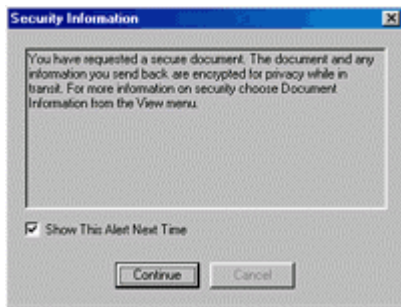 Security Information
You have requested a secure document. The document and any
information you send back are encrypted for privacy while in
transit. For more information on security choose Document
Information from the View menu.
Show This Alert Next Time
Continue
Cancel